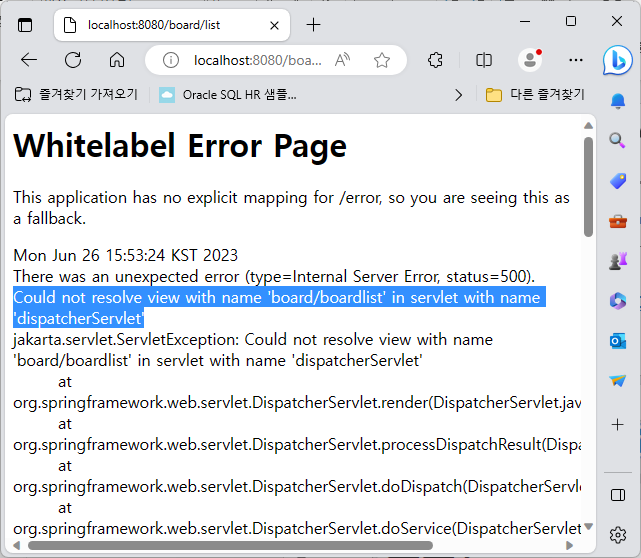 localhost:8080/board/list
localhost:8080/boa...
즐겨찾기 가져오기
Oracle SQL HR 샘플...
다른 즐겨찾기
Whitelabel Error Page
This application has no explicit mapping for /error, so you are seeing this as
a fallback.
Mon Jun 26 15:53:24 KST 2023
There was an unexpected error (type=Internal Server Error, status=500).
Could not resolve view with name 'board/boardlist' in servlet with name
'dispatcherServlet'
jakarta.servlet.ServletException: Could not resolve view with name
'board/boardlist' in servlet with name 'dispatcherServlet'
at
org.springframework.web.servlet.DispatcherServlet.render(DispatcherServlet.jav
at
org.springframework.web.servlet.DispatcherServlet.processDispatchResult(Dispa
at
org.springframework.web.servlet.DispatcherServlet.doDispatch(DispatcherServle
at
org.springframework.web.servlet.DispatcherServlet.doService(DispatcherServlet